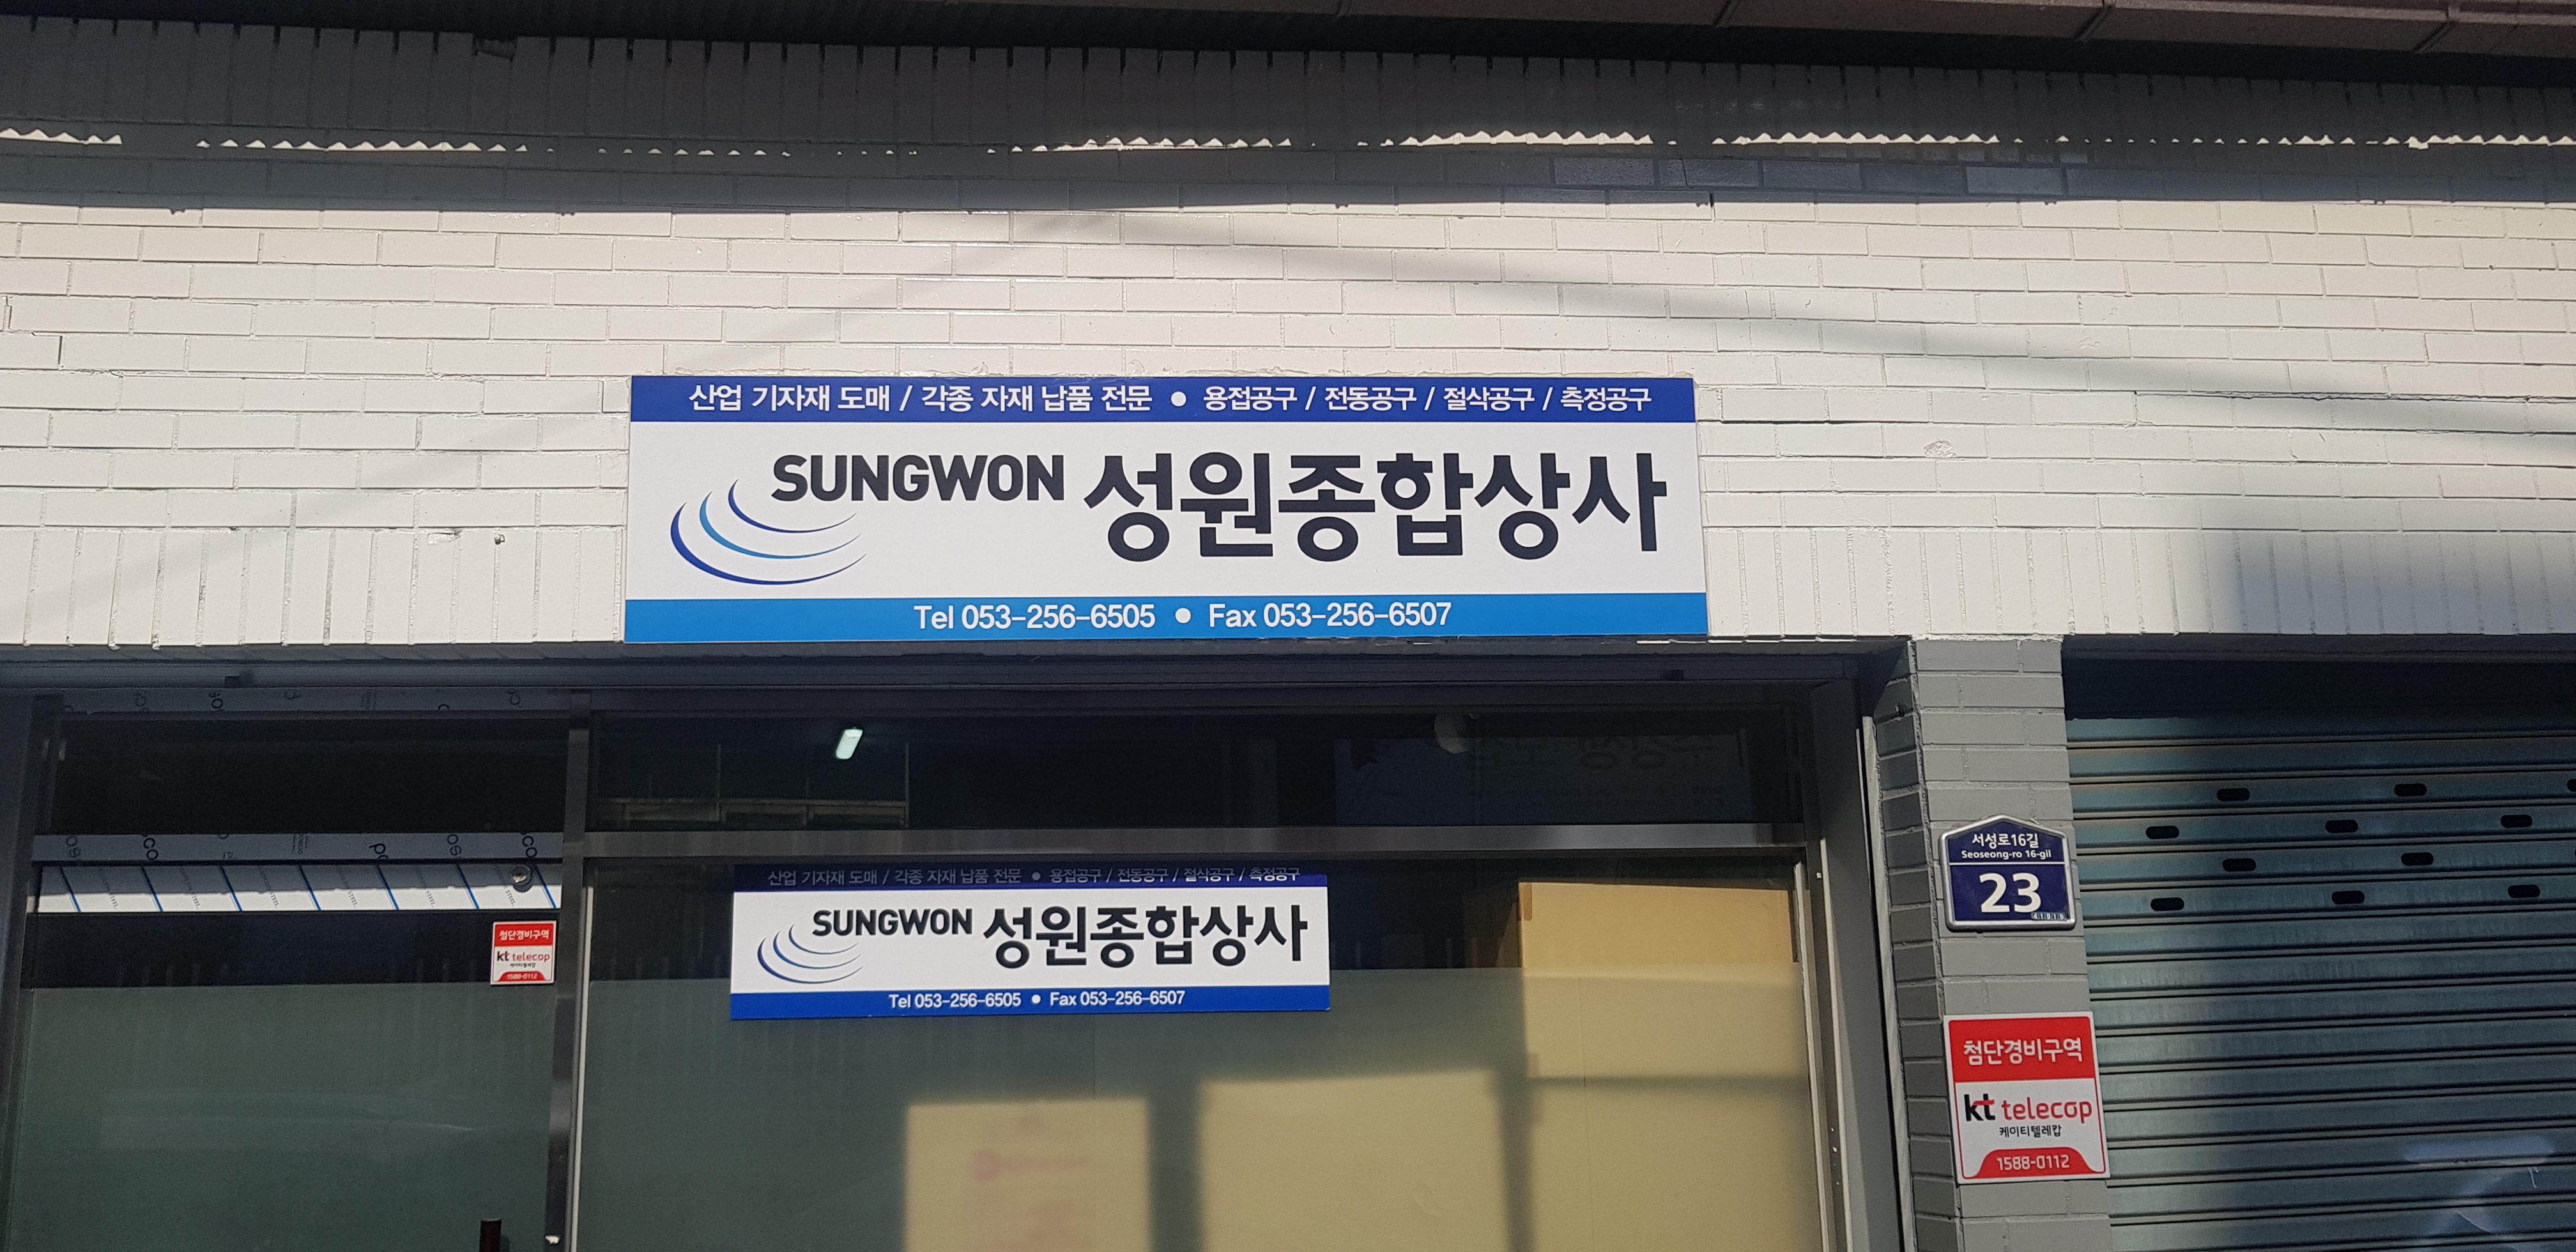 산업 기자재 도매 / 각종 자재 납품 전문 ● 용접공구 / 전동공구 / 절삭공구 / 측정공구
SUNGWON 성원종합상사
Tel 053-256-6505 ● Fax 053-256-6507
산업 기자재 도매 / 각종 자재 납품 전문 ● 용접공구 / 전동공구 / 절삭공구 / 측정공구
SUNGWON 성원종합상사
Tel 053-256-6505 ● Fax 053-256-6507
첨단경비구역
kt telecop
케이티텔레캅
1588-0112
서성로16길
Seoseong-ro 16-gil
23
첨단경비구역
kt telecop
케이티텔레캅
1588-0112